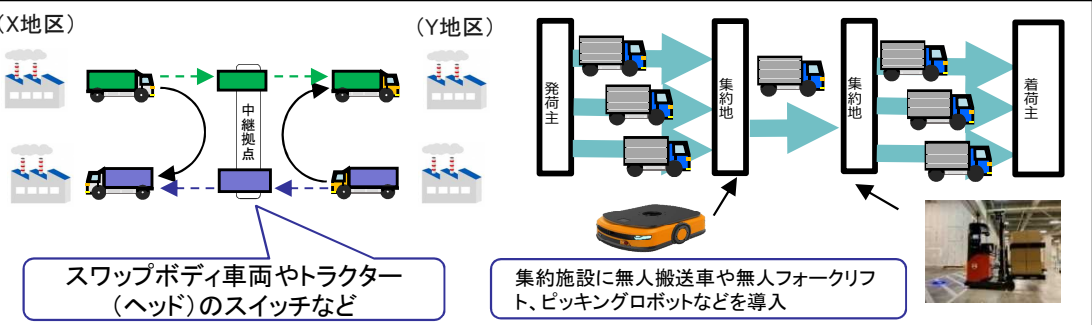 (X地区)
(Y地区)
中継拠点
スワップボディ車両やトラクター
(ヘッド)のスイッチなど
発荷主
集約地
集約地
着荷主
集約施設に無人搬送車や無人フォークリフ
ト、ピッキングロボットなどを導入